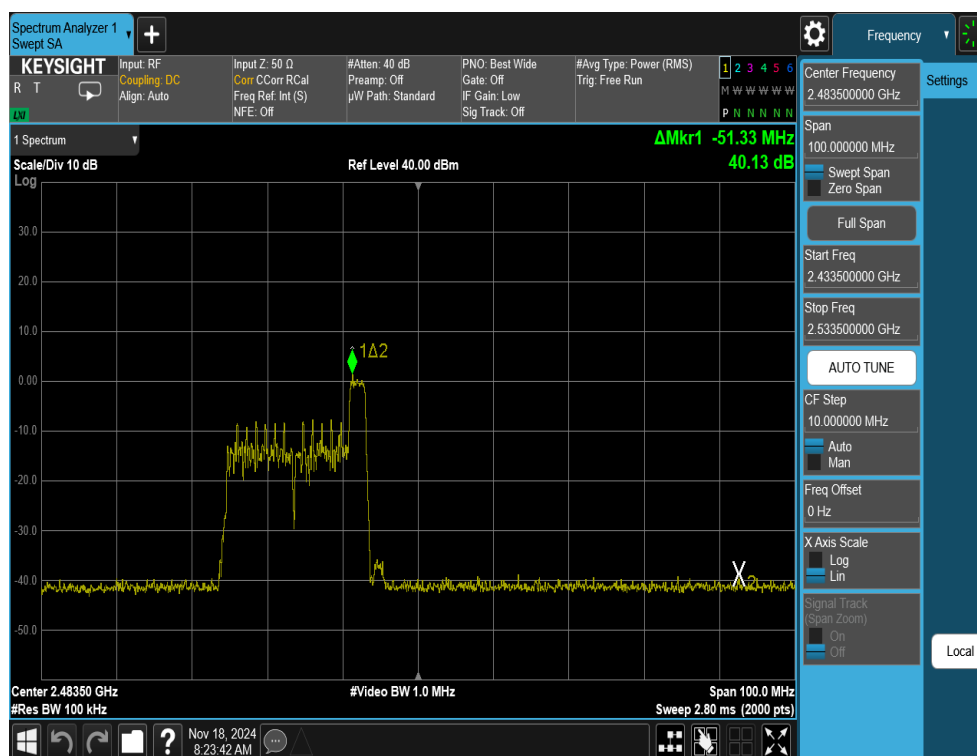 Spectrum Analyzer 1
Swept SA
Frequency
KEYSIGHT
R T
LXI
Input: RF
Coupling: DC
Align: Auto
Input Z: 50 Ω
Corr CCorr RCal
Freq Ref: Int (S)
NFE: Off
#Atten: 40 dB
Preamp: Off
µW Path: Standard
PNO: Best Wide
Gate: Off
IF Gain: Low
Sig Track: Off
#Avg Type: Power (RMS)
Trig: Free Run
1 2 3 4 5 6
M W W W W W
P N N N N N
1 Spectrum
Scale/Div 10 dB
Log
Ref Level 40.00 dBm
ΔMkr1 -51.33 MHz
40.13 dB
30.0
20.0
10.0
0.00
-10.0
-20.0
-30.0
-40.0
-50.0
1Δ2
2
Center 2.48350 GHz
#Res BW 100 kHz
#Video BW 1.0 MHz
Span 100.0 MHz
Sweep 2.80 ms (2000 pts)
Center Frequency
2.483500000 GHz
Settings
Span
100.000000 MHz
Swept Span
Zero Span
Full Span
Start Freq
2.433500000 GHz
Stop Freq
2.533500000 GHz
AUTO TUNE
CF Step
10.000000 MHz
Auto
Man
Freq Offset
0 Hz
X Axis Scale
Log
Lin
Signal Track
(Span Zoom)
On
Off
Local
?
Nov 18, 2024
8:23:42 AM